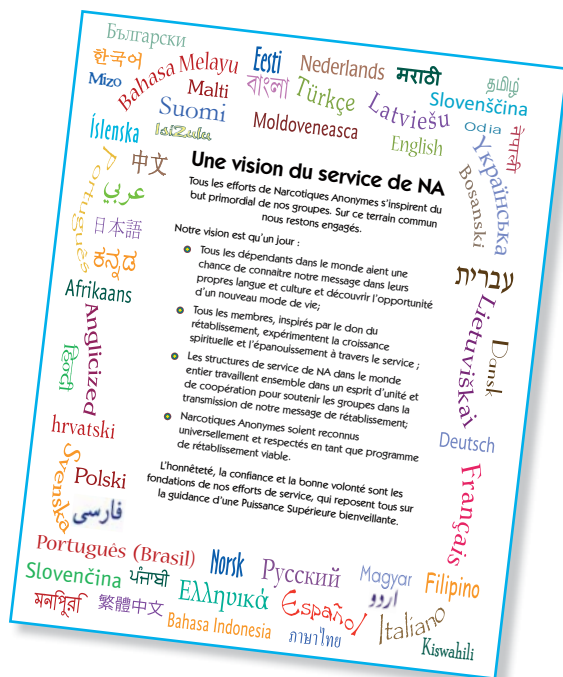 Български
한국어
Bahasa Melayu
Eesti
Nederlands
मराठी
தமிழ்
Mizo
Malti
বাংলা
Türkçe
Latviešu
Slovenščina
Suomi
Odia
नेपाली
Íslenska
IsiZulu
Moldoveneasca
English
Українська
Português
中文
Bosanski
عربي
日本語
ಕನ್ನಡ
עברית
Afrikaans
Une vision du service de NA
Tous les efforts de Narcotiques Anonymes s’inspirent du
but primordial de nos groupes. Sur ce terrain commun
nous restons engagés.
Notre vision est qu’un jour :
Tous les dépendants dans le monde aient une
chance de connaître notre message dans leurs
propres langue et culture et découvrir l’opportunité
d’un nouveau mode de vie;
Tous les membres, inspirés par le don du
rétablissement, expérimentent la croissance
spirituelle et l’épanouissement à travers le service ;
Les structures de service de NA dans le monde
entier travaillent ensemble dans un esprit d’unité et
de coopération pour soutenir les groupes dans la
transmission de notre message de rétablissement;
Narcotiques Anonymes soient reconnus
universellement et respectés en tant que programme
de rétablissement viable.
L’honnêteté, la confiance et la bonne volonté sont les
fondations de nos efforts de service, qui reposent tous sur
la guidance d’une Puissance Supérieure bienveillante.
Anglicized
Lietuviškai
Dansk
हिन्दी
hrvatski
Deutsch
Svenska
Polski
Français
فارسی
Português (Brasil)
Norsk
Русский
Magyar
Filipino
Slovenčina
ਪੰਜਾਬੀ
Ελληνικά
Español
اردو
Italiano
মনিপুরি
繁體中文
Bahasa Indonesia
ภาษาไทย
Kiswahili